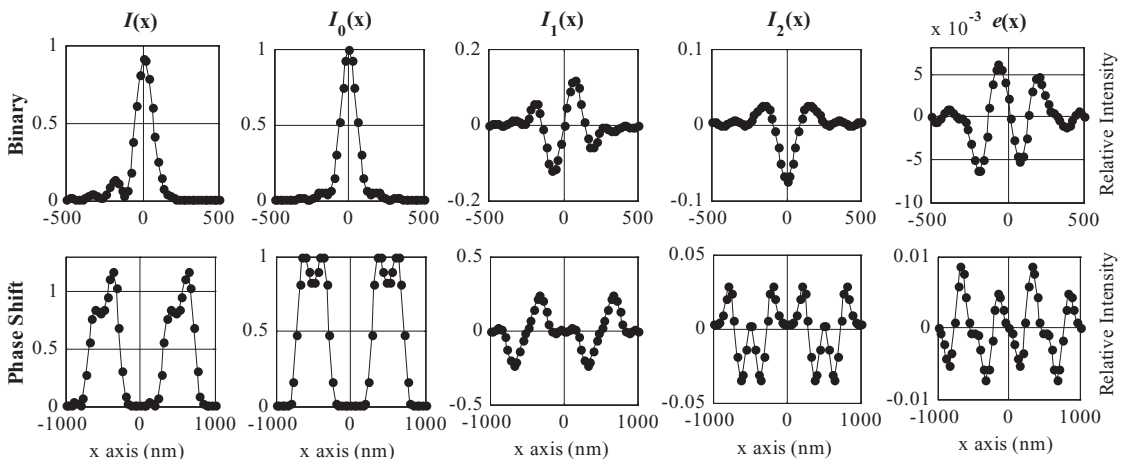 I(x) I0(x) I1(x) I2(x) × 10-3 e(x)
Binary
1 0.5 0 -500 0 500
1 0.5 0 -500 0 500
0.2 0 -0.2 -500 0 500
0.1 0 -0.1 -500 0 500
5 0 -5 -10 -500 0 500
Relative Intensity
Phase Shift
1 0.5 0 -1000 0 1000
1 0.5 0 -1000 0 1000
0.5 0 -0.5 -1000 0 1000
0.05 0 -0.05 -1000 0 1000
0.01 0 -0.01 -1000 0 1000
Relative Intensity
x axis (nm) x axis (nm) x axis (nm) x axis (nm) x axis (nm)